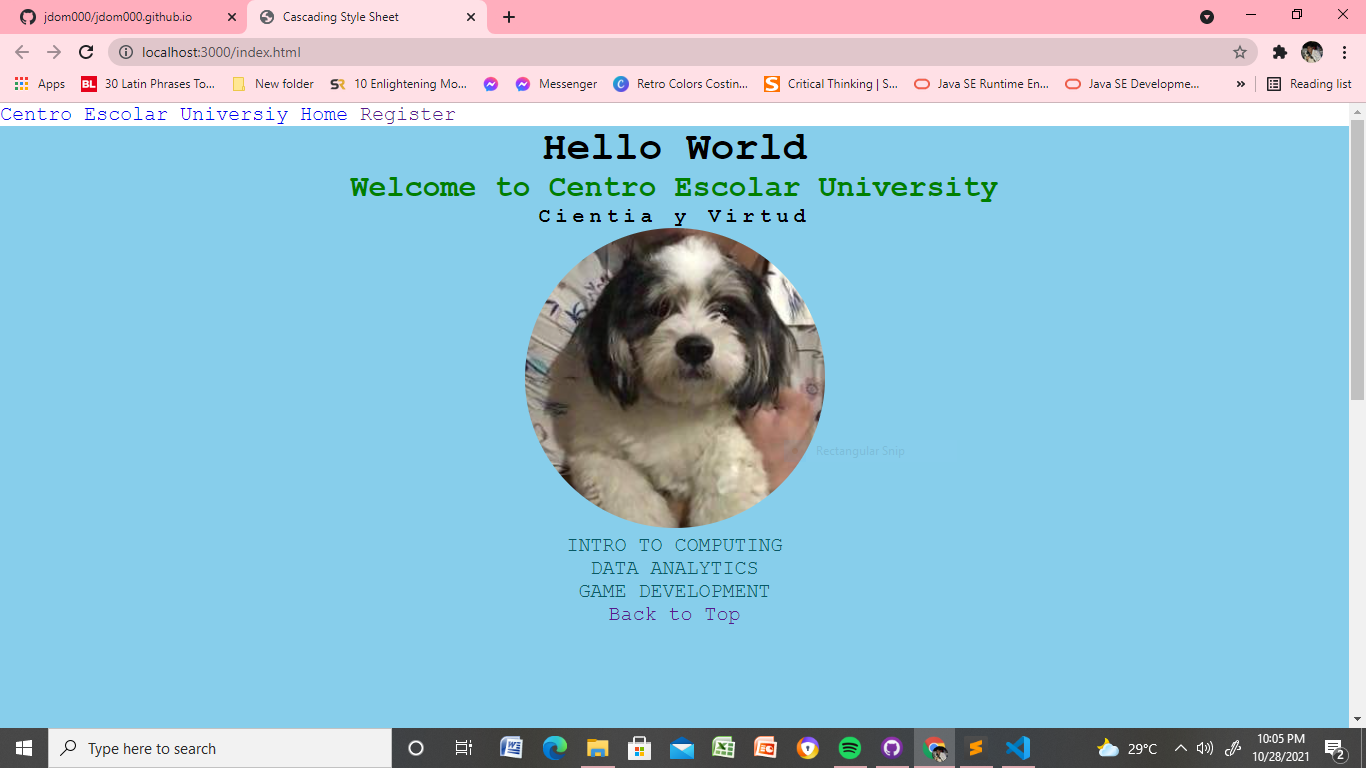 jdom000/jdom000.github.io
Cascading Style Sheet
localhost:3000/index.html
Apps
BL
30 Latin Phrases To...
New folder
SR
10 Enlightening Mo...
Messenger
C
Retro Colors Costin...
S
Critical Thinking | S...
Java SE Runtime En...
Java SE Developme...
»
Reading list
Centro Escolar Universiy Home Register
Hello World
Welcome to Centro Escolar University
Cientia y Virtud
Rectangular Snip
INTRO TO COMPUTING
DATA ANALYTICS
GAME DEVELOPMENT
Back to Top
Type here to search
29°C
10:05 PM
10/28/2021
2